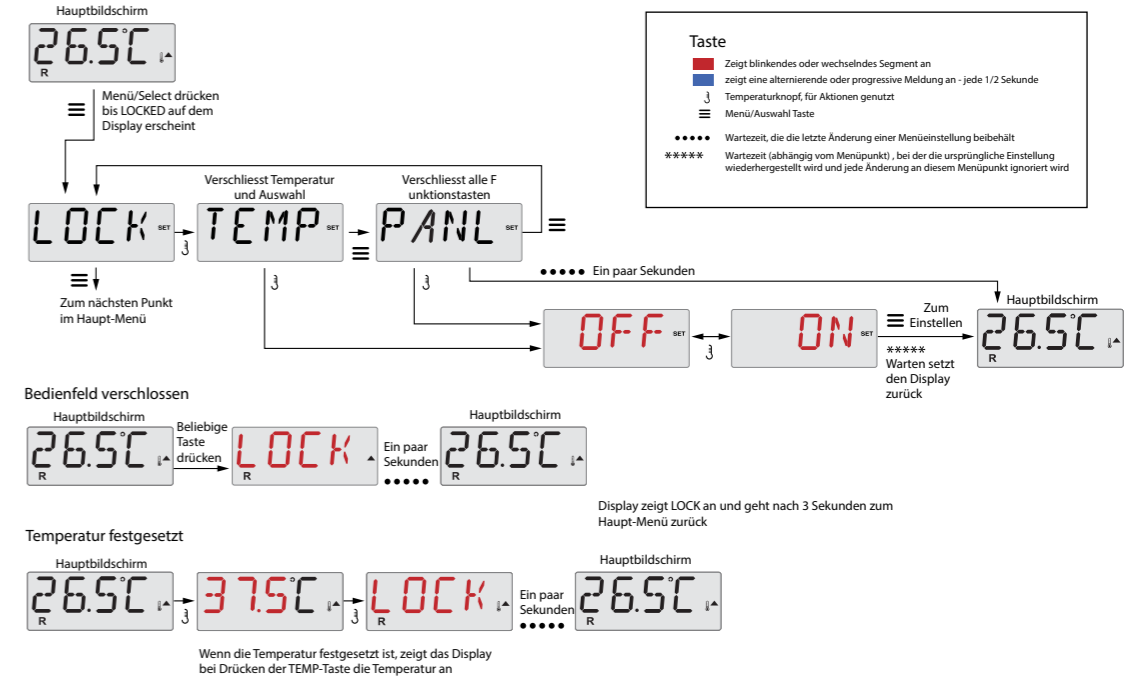 Hauptbildschirm
26.5°C
R
Menü/Select drücken
bis LOCKED auf dem
Display erscheint
Taste
Zeigt blinkendes oder wechselndes Segment an
zeigt eine alternierende oder progressive Meldung an - jede 1/2 Sekunde
Temperaturknopf, für Aktionen genutzt
Menü/Auswahl Taste
••••• Wartezeit, die die letzte Änderung einer Menüeinstellung beibehält
***** Wartezeit (abhängig vom Menüpunkt) , bei der die ursprüngliche Einstellung
wiederhergestellt wird und jede Änderung an diesem Menüpunkt ignoriert wird
Verschliesst Temperatur
und Auswahl
Verschliesst alle F
unktionstasten
LOCK SET
TEMP SET
PANL SET
Zum nächsten Punkt
im Haupt-Menü
••••• Ein paar Sekunden
OFF SET
ON SET
Zum
Einstellen
*****
Warten setzt
den Display
zurück
Hauptbildschirm
26.5°C
R
Bedienfeld verschlossen
Hauptbildschirm
26.5°C
R
Beliebige
Taste
drücken
LOCK
R
Ein paar
Sekunden
•••••
Hauptbildschirm
26.5°C
R
Display zeigt LOCK an und geht nach 3 Sekunden zum
Haupt-Menü zurück
Temperatur festgesetzt
Hauptbildschirm
26.5°C
R
37.5°C
LOCK
R
Ein paar
Sekunden
•••••
Hauptbildschirm
26.5°C
R
Wenn die Temperatur festgesetzt ist, zeigt das Display
bei Drücken der TEMP-Taste die Temperatur an